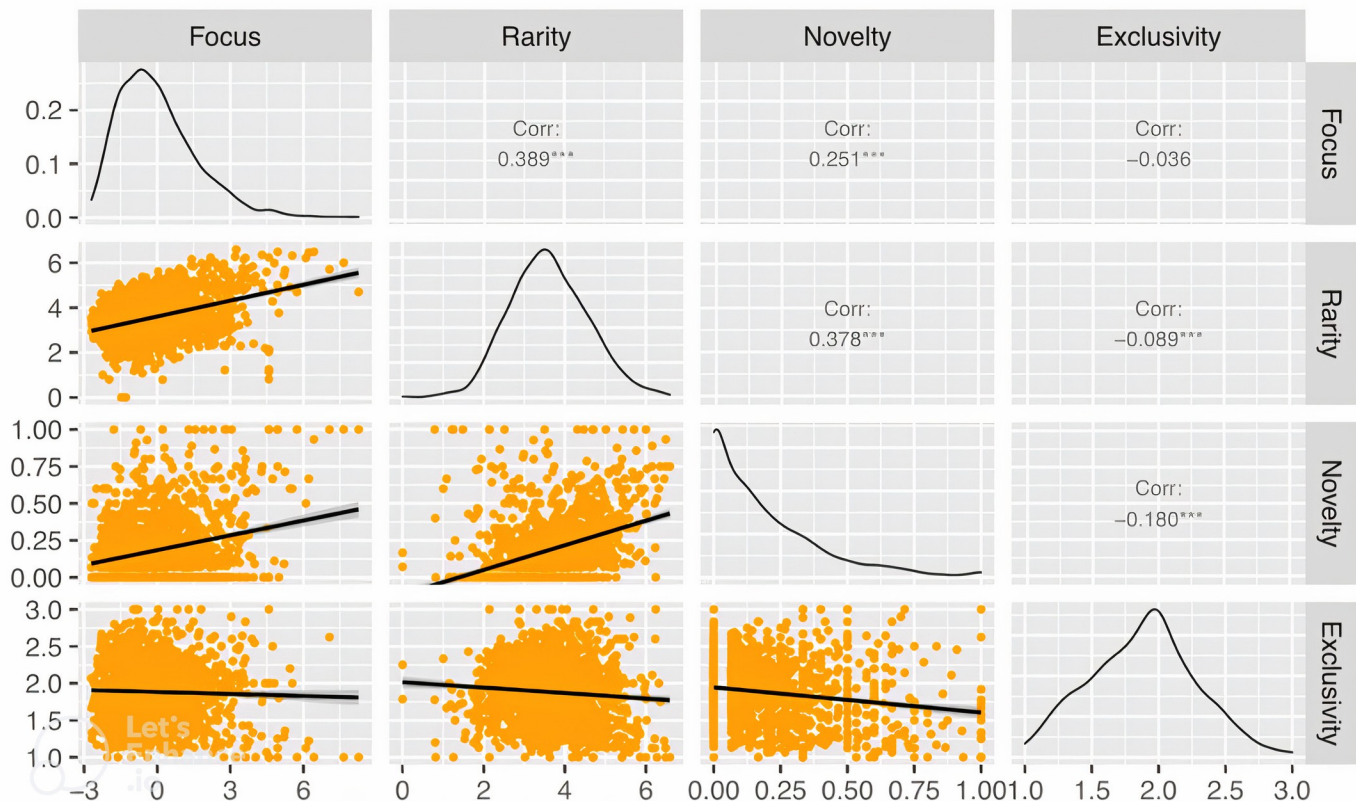 Focus Rarity Novelty Exclusivity
0.2
0.1
0.0
Corr:
0.389***
Corr:
0.251***
Corr:
−0.036
Focus
6
4
2
0
Corr:
0.378***
Corr:
−0.089***
Rarity
1.00
0.75
0.50
0.25
0.00
Corr:
−0.180***
Novelty
3.0
2.5
2.0
1.5
1.0
Exclusivity
Let's
.io
−3 0 3 6
0 2 4 6
0.00 0.25 0.50 0.75 1.00
1.0 1.5 2.0 2.5 3.0